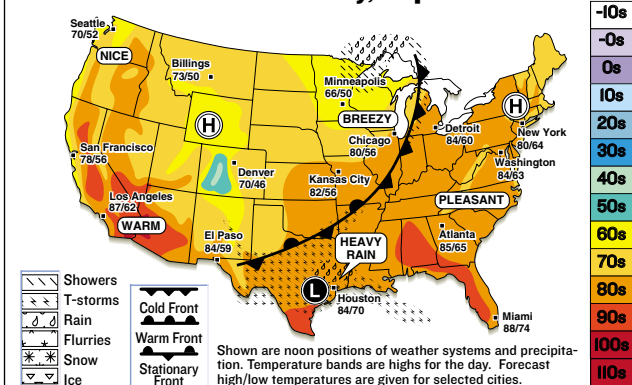 -10s
-0s
0s
10s
20s
30s
40s
50s
60s
70s
80s
90s
100s
110s
Seattle
70/52
NICE
Billings
73/50
Minneapolis
66/50
H
BREEZY
H
Detroit
84/60
New York
80/64
Chicago
80/56
San Francisco
78/56
Denver
70/46
Kansas City
82/56
Washington
84/63
Los Angeles
87/62
WARM
PLEASANT
El Paso
84/59
HEAVY
RAIN
Atlanta
85/65
L
Houston
84/70
Miami
88/74
Showers
T-storms
Rain
Flurries
Snow
Ice
Cold Front
Warm Front
Stationary
Front
Shown are noon positions of weather systems and precipita-
tion. Temperature bands are highs for the day. Forecast
high/low temperatures are given for selected cities.